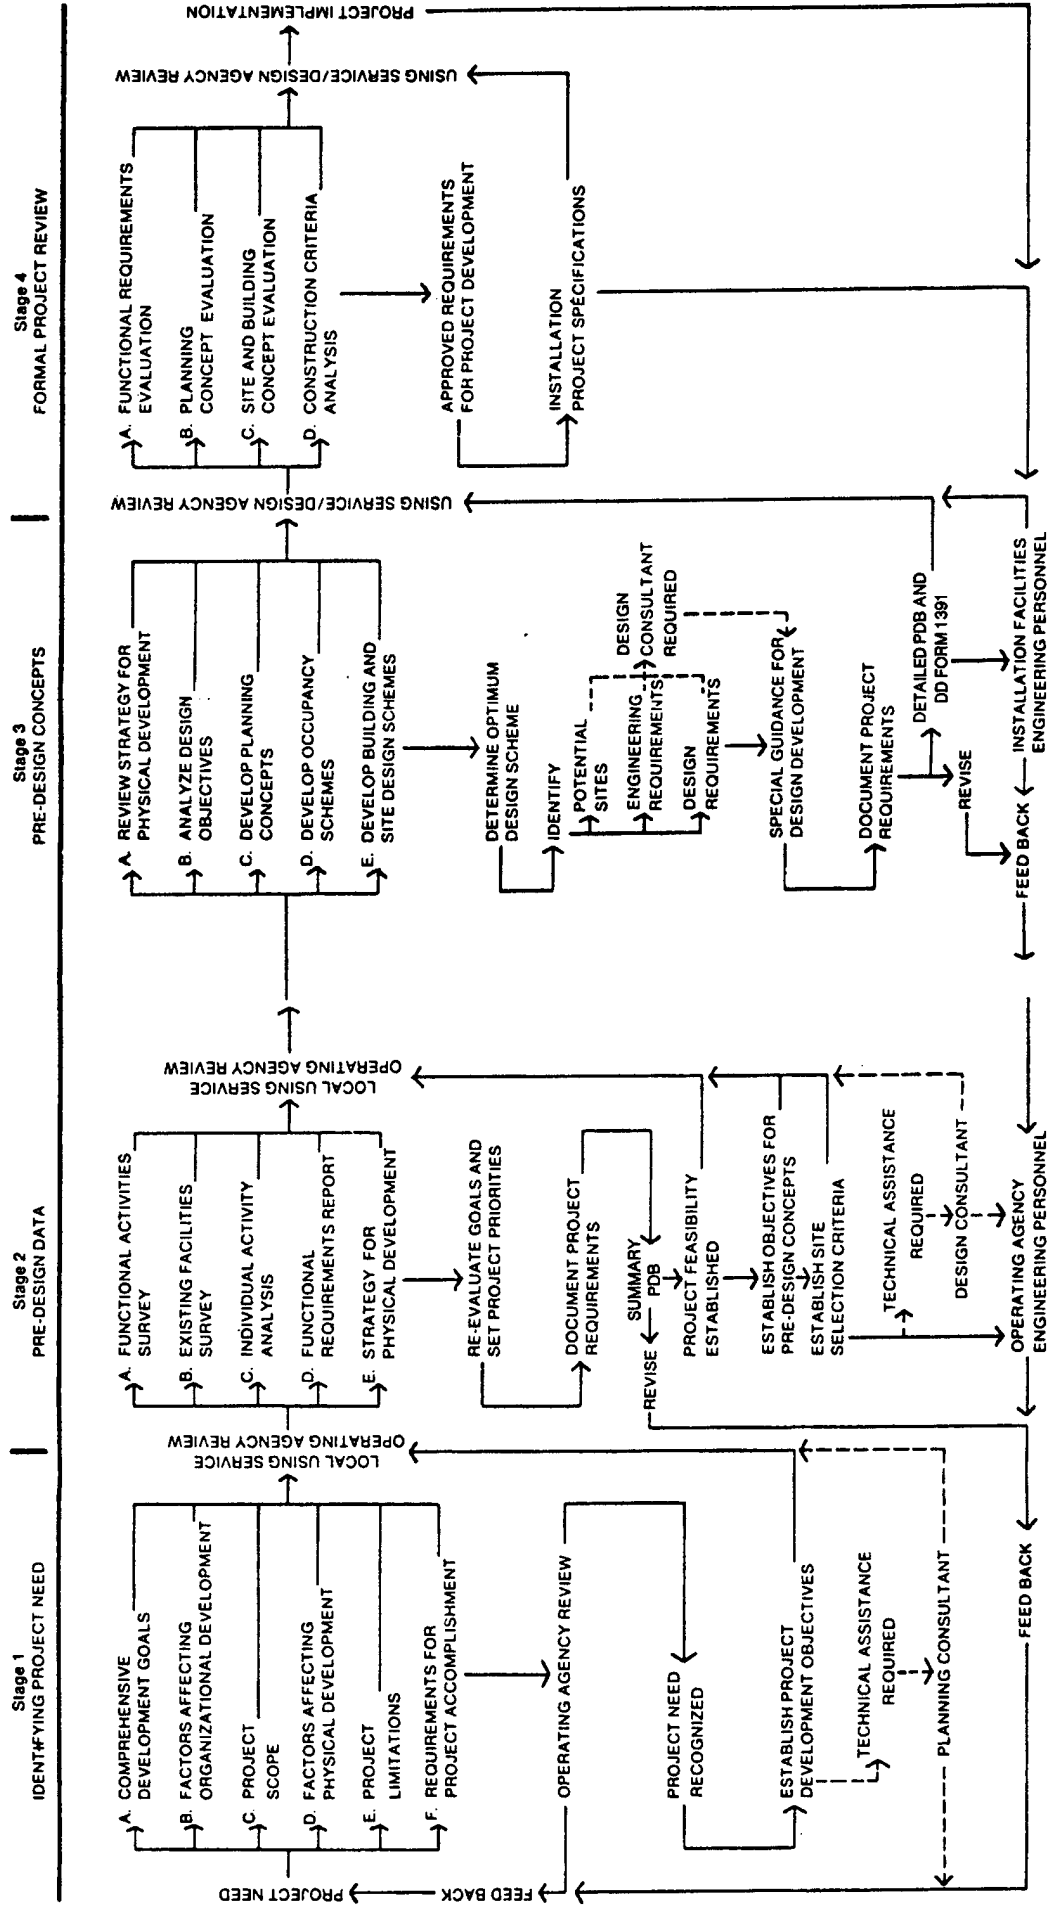 Stage 1
IDENTIFYING PROJECT NEED
PROJECT NEED
FEED BACK
A. COMPREHENSIVE
DEVELOPMENT GOALS
B. FACTORS AFFECTING
ORGANIZATIONAL DEVELOPMENT
C. PROJECT
SCOPE
D. FACTORS AFFECTING
PHYSICAL DEVELOPMENT
E. PROJECT
LIMITATIONS
F. REQUIREMENTS FOR
PROJECT ACCOMPLISHMENT
OPERATING AGENCY REVIEW
PROJECT NEED
RECOGNIZED
ESTABLISH PROJECT
DEVELOPMENT OBJECTIVES
TECHNICAL ASSISTANCE
REQUIRED
PLANNING CONSULTANT
FEED BACK
LOCAL USING SERVICE
OPERATING AGENCY REVIEW
Stage 2
PRE-DESIGN DATA
A. FUNCTIONAL ACTIVITIES
SURVEY
B. EXISTING FACILITIES
SURVEY
C. INDIVIDUAL ACTIVITY
ANALYSIS
D. FUNCTIONAL
REQUIREMENTS REPORT
E. STRATEGY FOR
PHYSICAL DEVELOPMENT
RE-EVALUATE GOALS AND
SET PROJECT PRIORITIES
DOCUMENT PROJECT
REQUIREMENTS
SUMMARY
REVISE PDB
PROJECT FEASIBILITY
ESTABLISHED
ESTABLISH OBJECTIVES FOR
PRE-DESIGN CONCEPTS
ESTABLISH SITE
SELECTION CRITERIA
TECHNICAL ASSISTANCE
REQUIRED
DESIGN CONSULTANT
OPERATING AGENCY
ENGINEERING PERSONNEL
LOCAL USING SERVICE
OPERATING AGENCY REVIEW
Stage 3
PRE-DESIGN CONCEPTS
A. REVIEW STRATEGY FOR
PHYSICAL DEVELOPMENT
B. ANALYZE DESIGN
OBJECTIVES
C. DEVELOP PLANNING
CONCEPTS
D. DEVELOP OCCUPANCY
SCHEMES
E. DEVELOP BUILDING AND
SITE DESIGN SCHEMES
DETERMINE OPTIMUM
DESIGN SCHEME
IDENTIFY
POTENTIAL
SITES
ENGINEERING
REQUIREMENTS
DESIGN
REQUIREMENTS
DESIGN
CONSULTANT
REQUIRED
SPECIAL GUIDANCE FOR
DESIGN DEVELOPMENT
DOCUMENT PROJECT
REQUIREMENTS
DETAILED PDB AND
DD FORM 1391
REVISE
FEED BACK
INSTALLATION FACILITIES
ENGINEERING PERSONNEL
USING SERVICE/DESIGN AGENCY REVIEW
Stage 4
FORMAL PROJECT REVIEW
A. FUNCTIONAL REQUIREMENTS
EVALUATION
B. PLANNING
CONCEPT EVALUATION
C. SITE AND BUILDING
CONCEPT EVALUATION
D. CONSTRUCTION CRITERIA
ANALYSIS
APPROVED REQUIREMENTS
FOR PROJECT DEVELOPMENT
INSTALLATION
PROJECT SPECIFICATIONS
USING SERVICE/DESIGN AGENCY REVIEW
PROJECT IMPLEMENTATION